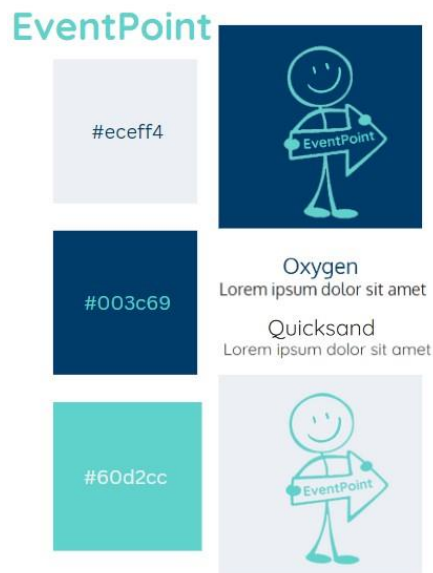 EventPoint
#eceff4
#003c69
#60d2cc
EventPoint
Oxygen
Lorem ipsum dolor sit amet
Quicksand
Lorem ipsum dolor sit amet
EventPoint